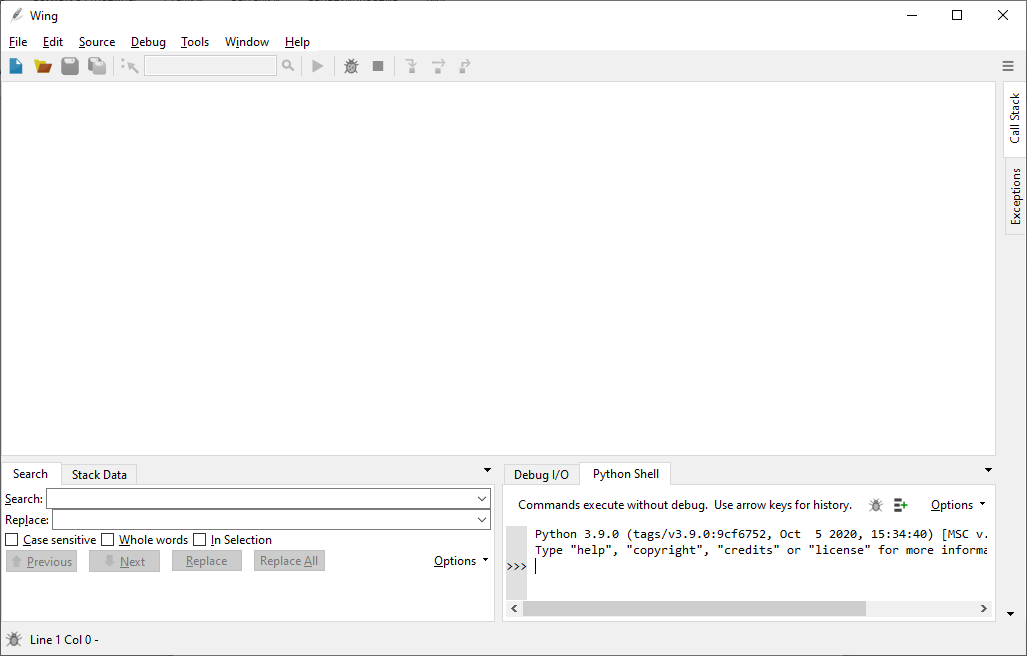 Wing
File Edit Source Debug Tools Window Help
Call Stack
Exceptions
Search Stack Data
Search:
Replace:
Case sensitive Whole words In Selection
Previous Next Replace Replace All Options
Debug I/O Python Shell
Commands execute without debug. Use arrow keys for history. Options
Python 3.9.0 (tags/v3.9.0:9cf6752, Oct  5 2020, 15:34:40) [MSC v.
Type "help", "copyright", "credits" or "license" for more informa
>>>
Line 1 Col 0 -